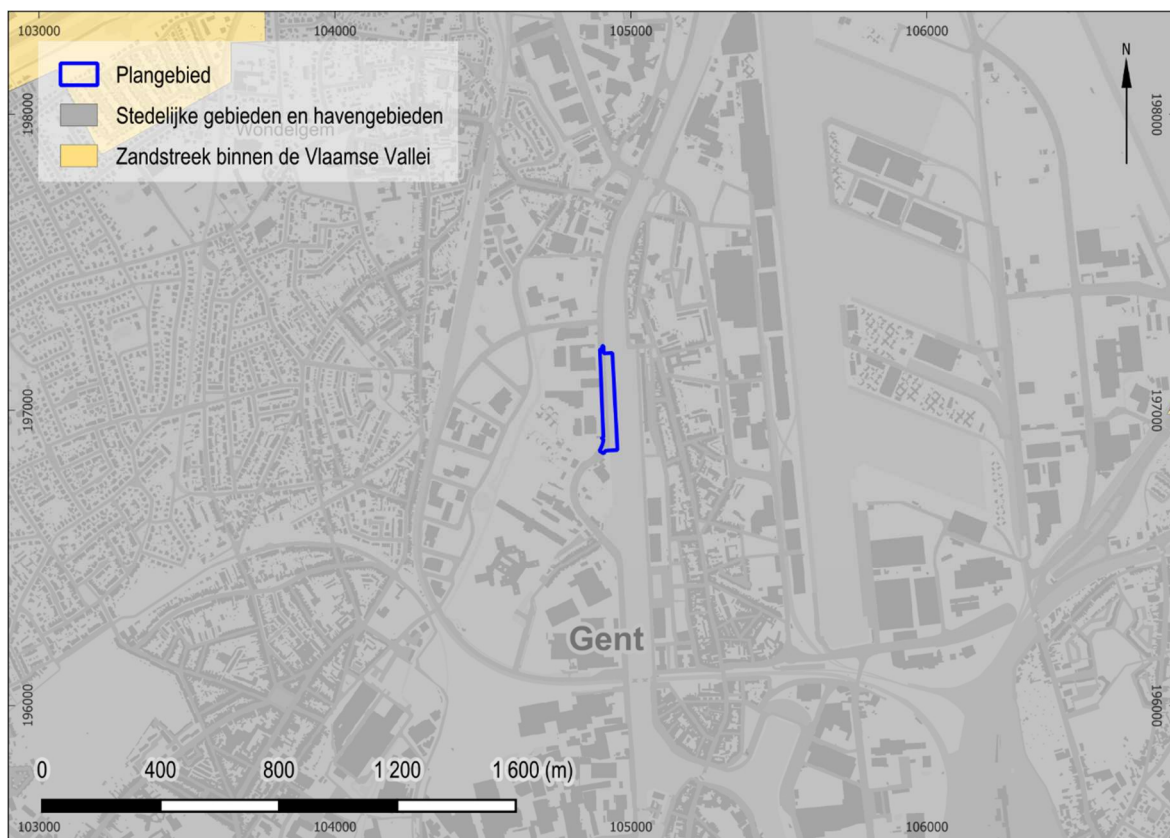 103000 104000 105000 106000
N
Plangebied
Stedelijke gebieden en havengebieden
Zandstreek binnen de Vlaamse Vallei
Wondelgem
198000 198000
197000 197000
Gent
196000 196000
0 400 800 1 200 1 600 (m)
103000 104000 105000 106000